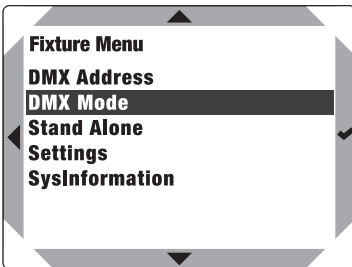 Fixture Menu
DMX Address
DMX Mode
Stand Alone
Settings
SysInformation